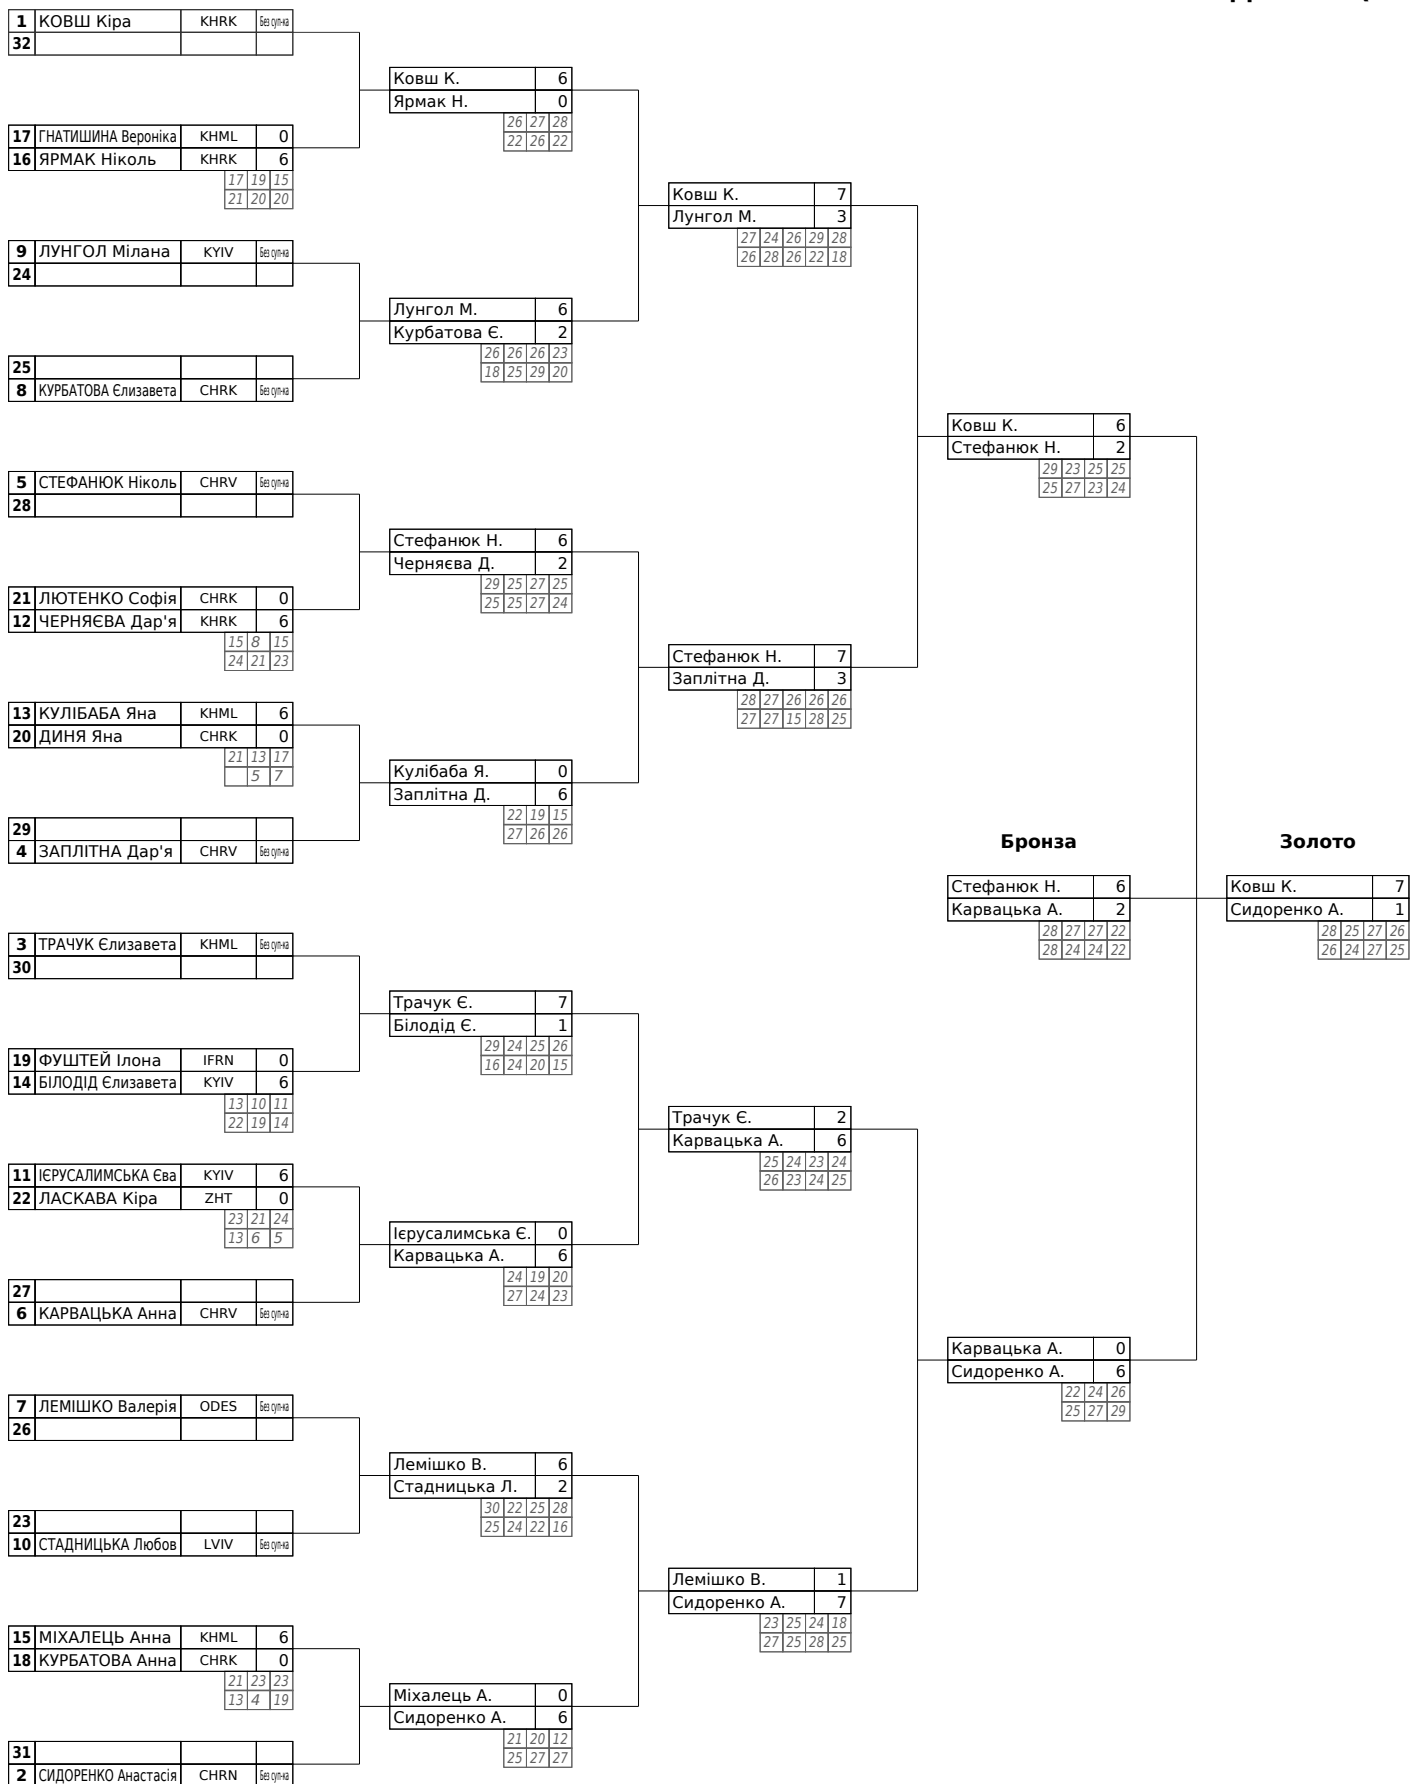 1 КОВШ Кіра KHRK Без суп-ка
32
Ковш К. 6
Ярмак Н. 0
26 27 28
22 26 22
17 ГНАТИШИНА Вероніка KHML 0
16 ЯРМАК Ніколь KHRK 6
17 19 15
21 20 20
Ковш К. 7
Лунгол М. 3
27 24 26 29 28
26 28 26 22 18
9 ЛУНГОЛ Мілана KYIV Без суп-ка
24
Лунгол М. 6
Курбатова Є. 2
26 26 26 23
18 25 29 20
25
8 КУРБАТОВА Єлизавета CHRK Без суп-ка
Ковш К. 6
Стефанюк Н. 2
29 23 25 25
25 27 23 24
5 СТЕФАНЮК Ніколь CHRV Без суп-ка
28
Стефанюк Н. 6
Черняєва Д. 2
29 25 27 25
25 25 27 24
21 ЛЮТЕНКО Софія CHRK 0
12 ЧЕРНЯЄВА Дар'я KHRK 6
15 8 15
24 21 23
Стефанюк Н. 7
Заплітна Д. 3
28 27 26 26 26
27 27 15 28 25
13 КУЛІБАБА Яна KHML 6
20 ДИНЯ Яна CHRK 0
21 13 17
5 7
Кулібаба Я. 0
Заплітна Д. 6
22 19 15
27 26 26
29
4 ЗАПЛІТНА Дар'я CHRV Без суп-ка
Бронза Золото
Стефанюк Н. 6
Карвацька А. 2
28 27 27 22
28 24 24 22
Ковш К. 7
Сидоренко А. 1
28 25 27 26
26 24 27 25
3 ТРАЧУК Єлизавета KHML Без суп-ка
30
Трачук Є. 7
Білодід Є. 1
29 24 25 26
16 24 20 15
19 ФУШТЕЙ Ілона IFRN 0
14 БІЛОДІД Єлизавета KYIV 6
13 10 11
22 19 14
Трачук Є. 2
Карвацька А. 6
25 24 23 24
26 23 24 25
11 ІЄРУСАЛИМСЬКА Єва KYIV 6
22 ЛАСКАВА Кіра ZHT 0
23 21 24
13 6 5
Ієрусалимська Є. 0
Карвацька А. 6
24 19 20
27 24 23
27
6 КАРВАЦЬКА Анна CHRV Без суп-ка
Карвацька А. 0
Сидоренко А. 6
22 24 26
25 27 29
7 ЛЕМІШКО Валерія ODES Без суп-ка
26
Лемішко В. 6
Стадницька Л. 2
30 22 25 28
25 24 22 16
23
10 СТАДНИЦЬКА Любов LVIV Без суп-ка
Лемішко В. 1
Сидоренко А. 7
23 25 24 18
27 25 28 25
15 МІХАЛЕЦЬ Анна KHML 6
18 КУРБАТОВА Анна CHRK 0
21 23 23
13 4 19
Міхалець А. 0
Сидоренко А. 6
21 20 12
25 27 27
31
2 СИДОРЕНКО Анастасія CHRN Без суп-ка